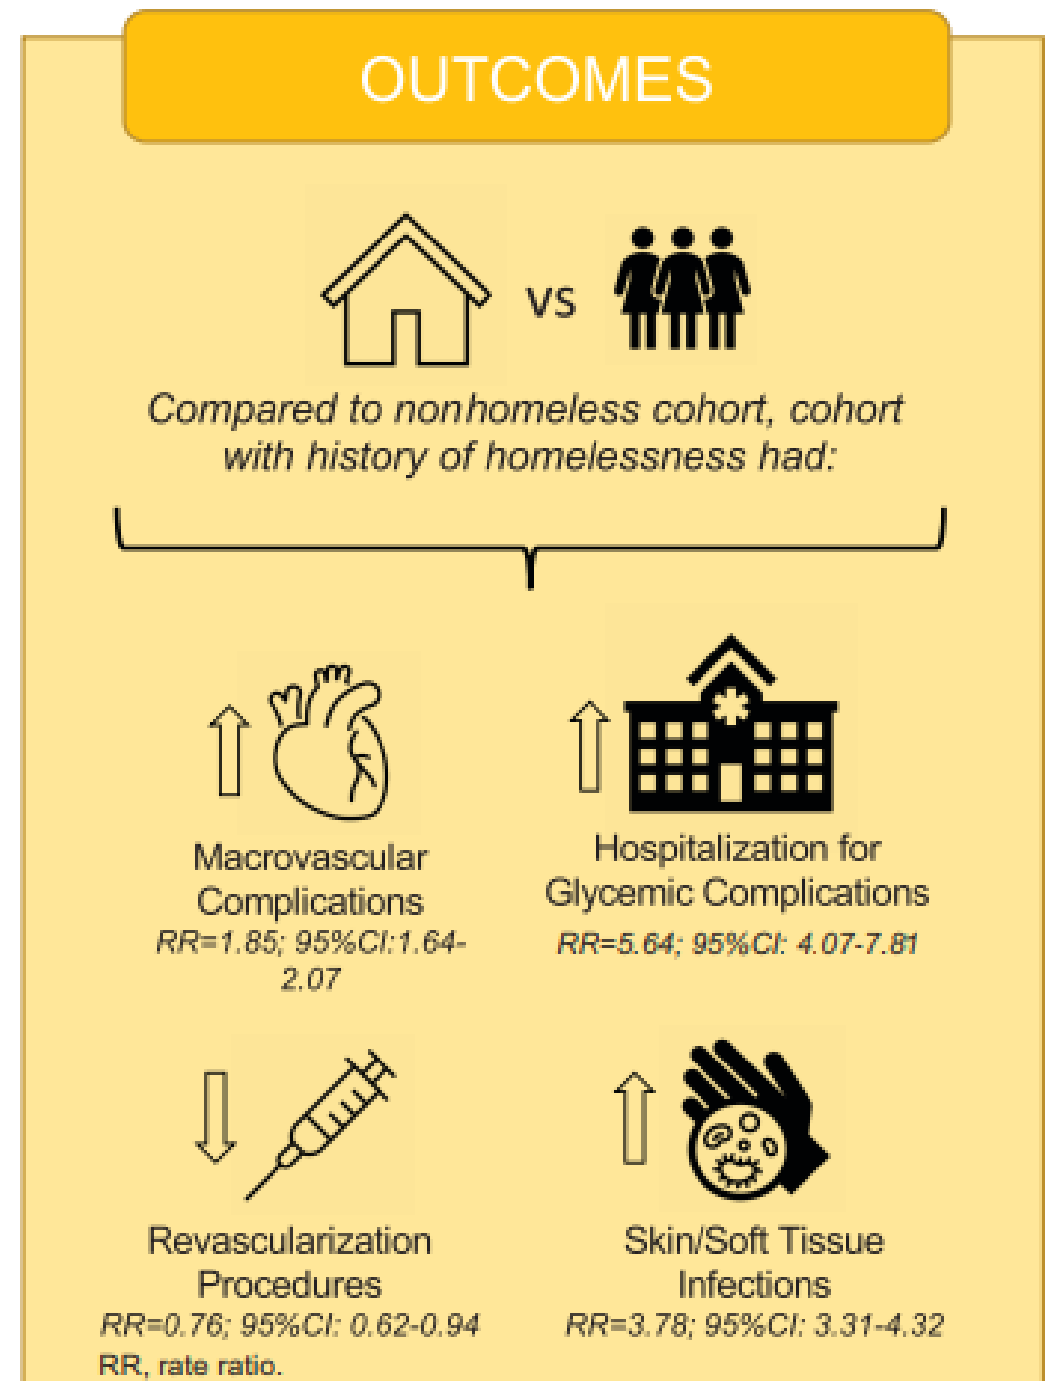 OUTCOMES
vs
Compared to nonhomeless cohort, cohort
with history of homelessness had:
Macrovascular
Complications
RR=1.85; 95%CI:1.64-
2.07
Hospitalization for
Glycemic Complications
RR=5.64; 95%CI: 4.07-7.81
Revascularization
Procedures
RR=0.76; 95%CI: 0.62-0.94
Skin/Soft Tissue
Infections
RR=3.78; 95%CI: 3.31-4.32
RR, rate ratio.